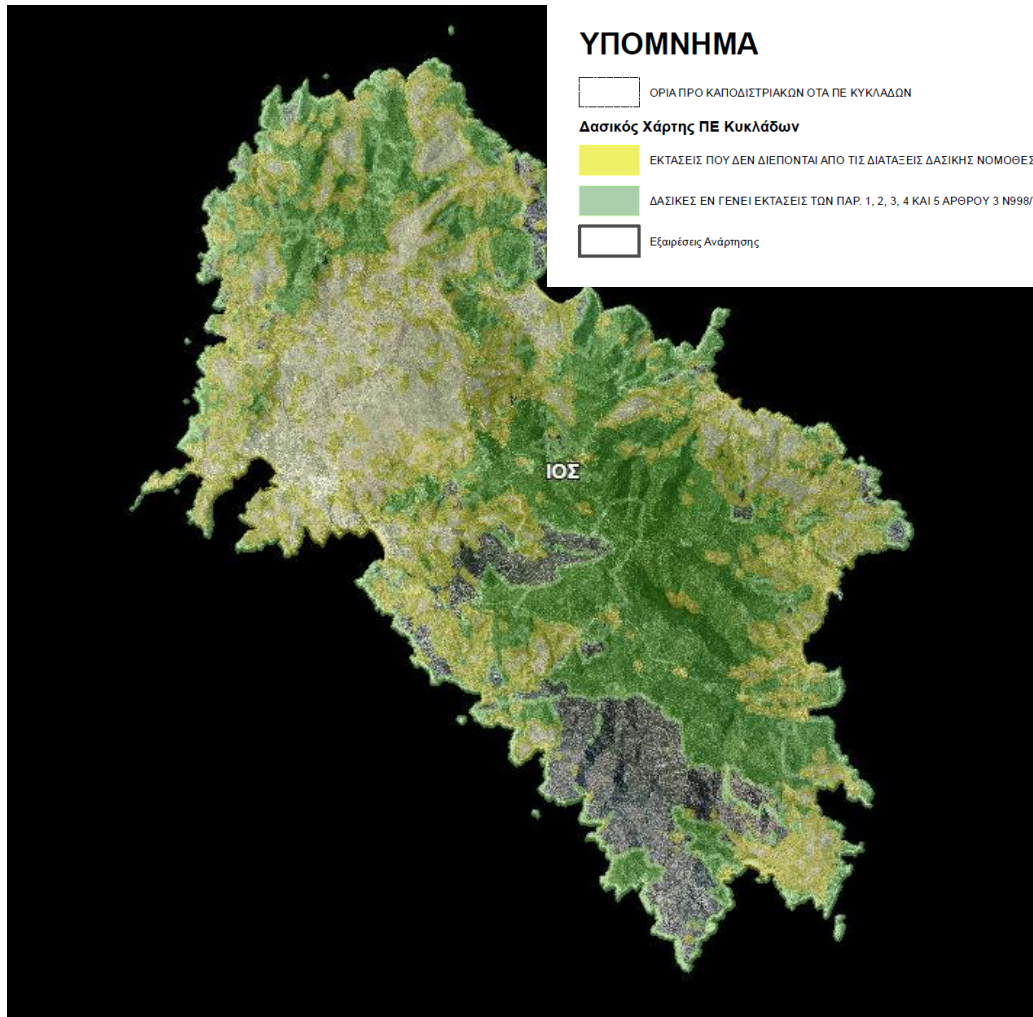 ΥΠΟΜΝΗΜΑ
ΟΡΙΑ ΠΡΟ ΚΑΠΟΔΙΣΤΡΙΑΚΩΝ ΟΤΑ ΠΕ ΚΥΚΛΑΔΩΝ
Δασικός Χάρτης ΠΕ Κυκλάδων
ΕΚΤΑΣΕΙΣ ΠΟΥ ΔΕΝ ΔΙΕΠΟΝΤΑΙ ΑΠΟ ΤΙΣ ΔΙΑΤΑΞΕΙΣ ΔΑΣΙΚΗΣ ΝΟΜΟΘΕΣ
ΔΑΣΙΚΕΣ ΕΝ ΓΕΝΕΙ ΕΚΤΑΣΕΙΣ ΤΩΝ ΠΑΡ. 1, 2, 3, 4 ΚΑΙ 5 ΑΡΘΡΟΥ 3 Ν998/
Εξαιρέσεις Ανάρτησης
ΙΟΣ